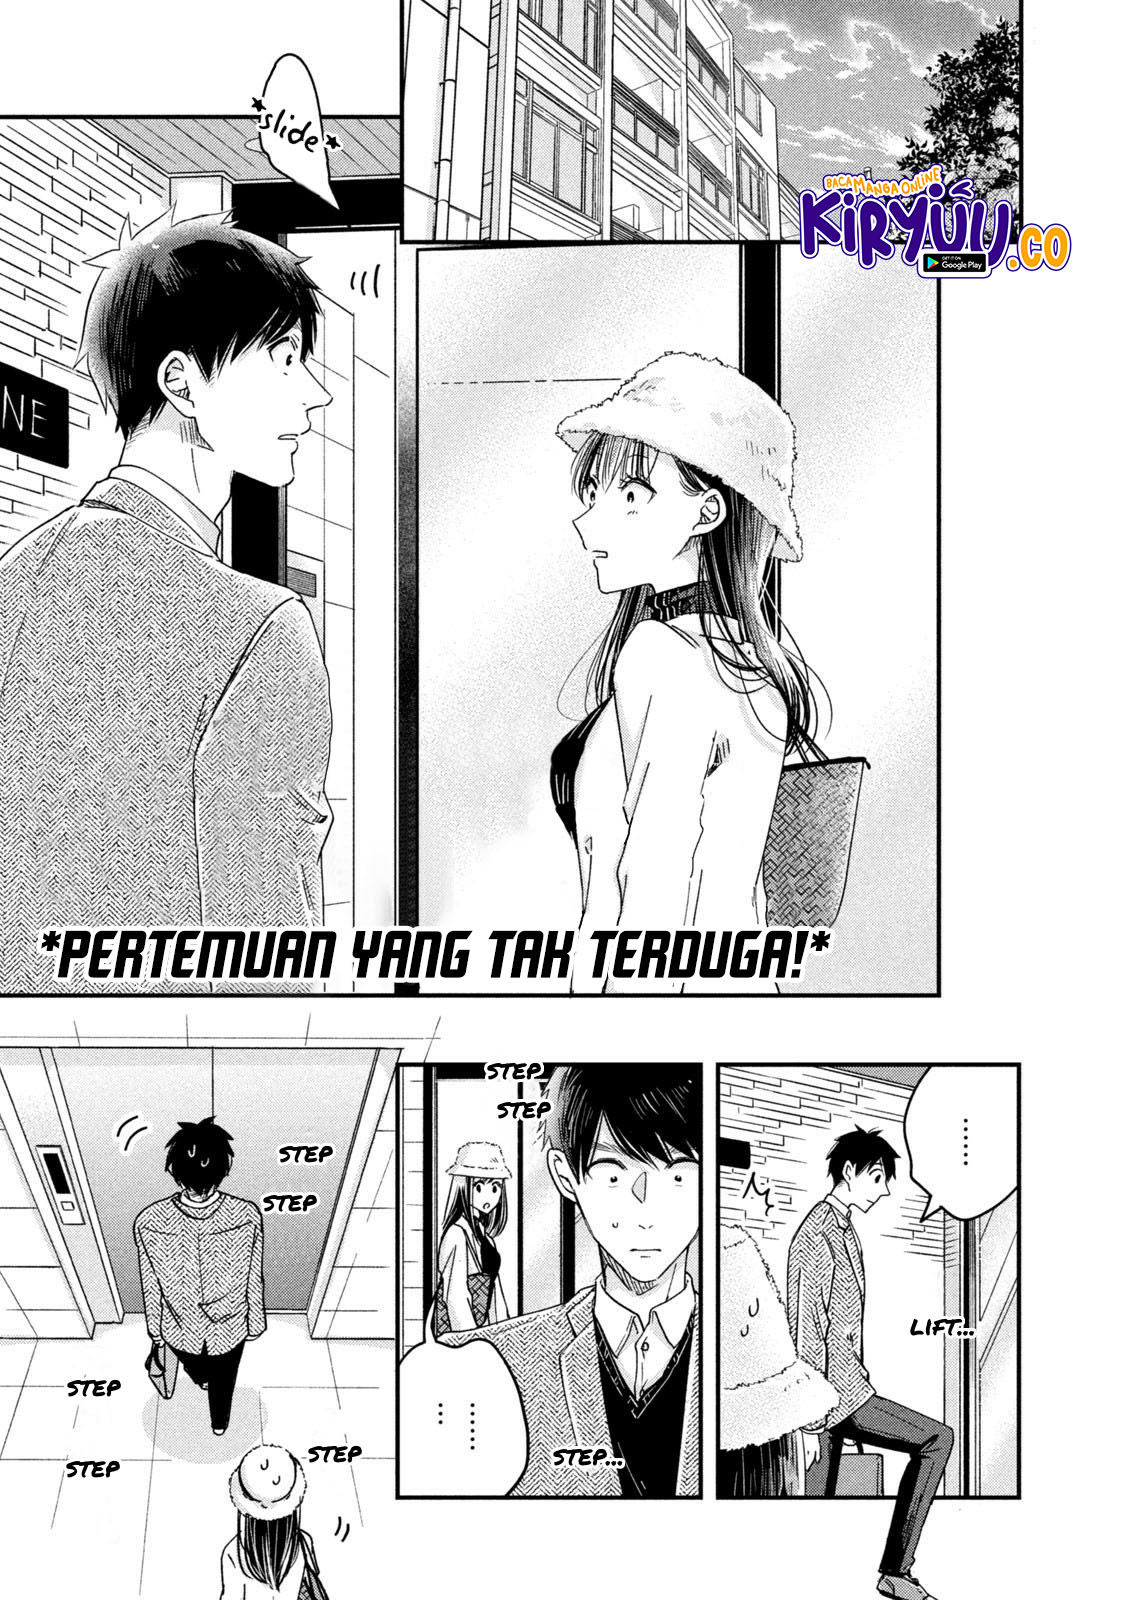 *slide*
BACA MANGA ONLINE
KIRYUU.CO
GET IT ON
Google Play
NE
*PERTEMUAN YANG TAK TERDUGA!*
......
LIFT...
STEP
STEP
... ...
STEP...
STEP
STEP
STEP
STEP
STEP